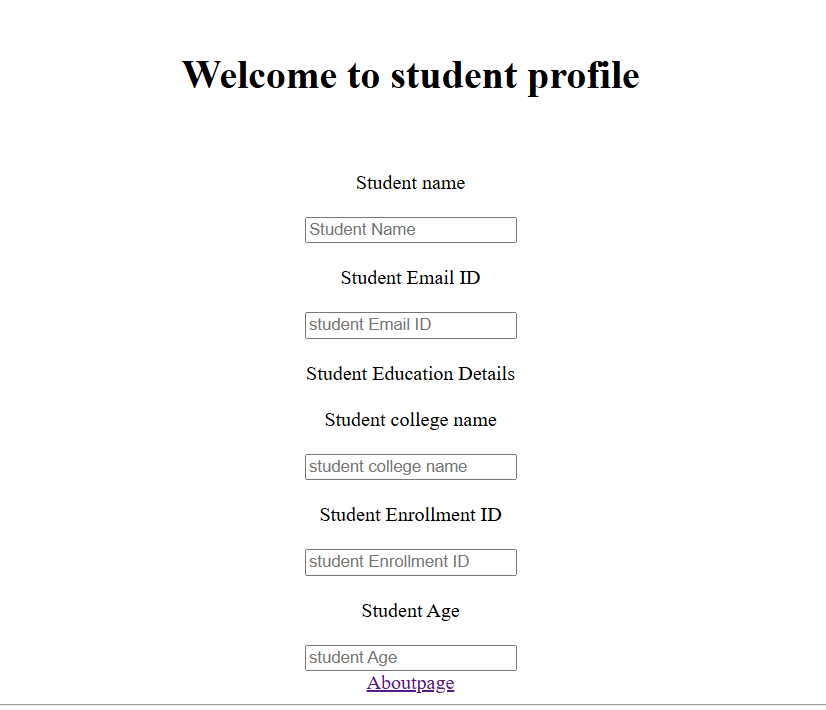 Welcome to student profile
Student name
Student Name
Student Email ID
student Email ID
Student Education Details
Student college name
student college name
Student Enrollment ID
student Enrollment ID
Student Age
student Age
Aboutpage